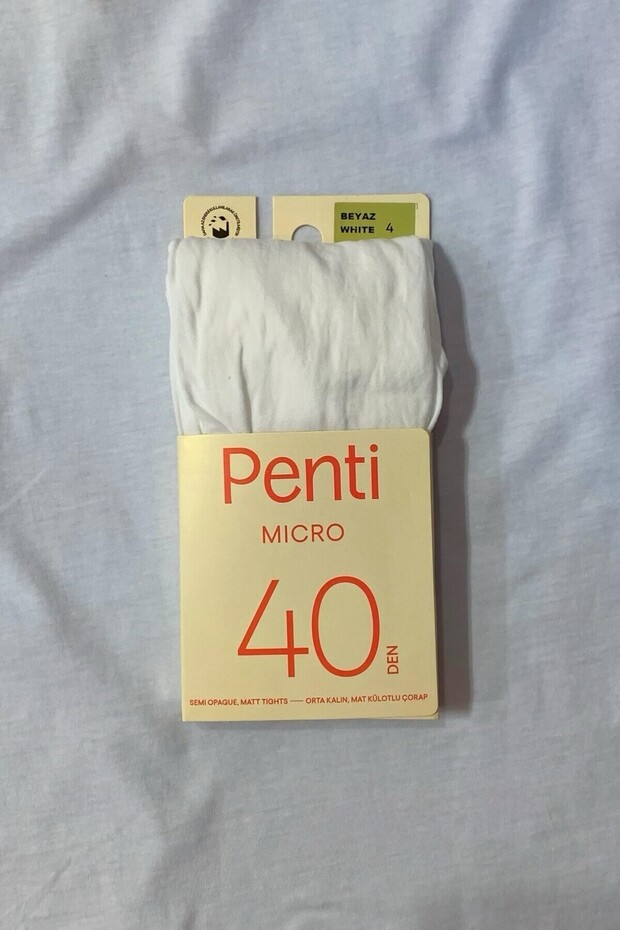 BEYAZ
WHITE 4
Penti
MICRO
40 DEN
SEMI OPAQUE, MATT TIGHTS — ORTA KALIN, MAT KÜLOTLU ÇORAP